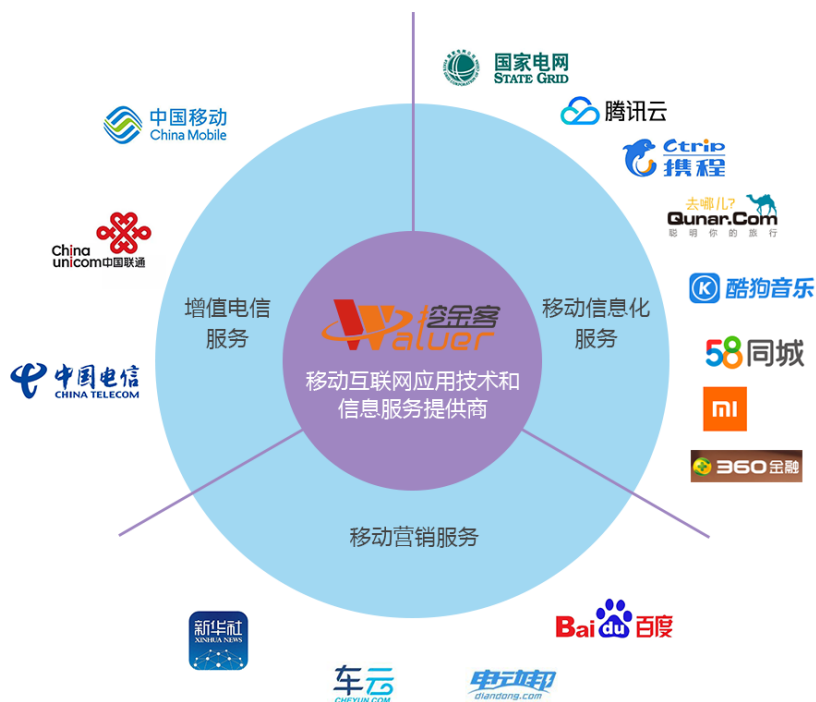 国家电网
STATE GRID
腾讯云
中国移动
China Mobile
Ctrip
携程
去哪儿?
Qunar.Com
聪明你的旅行
China
unicom中国联通
K 酷狗音乐
增值电信
服务
挖金客
Waluer
移动信息化
服务
58同城
中国电信
CHINA TELECOM
移动互联网应用技术和
信息服务提供商
mi
360金融
移动营销服务
新华社
XINHUA NEWS
Bai du 百度
车云
CHEYUN.COM
电动邦
diandong.com